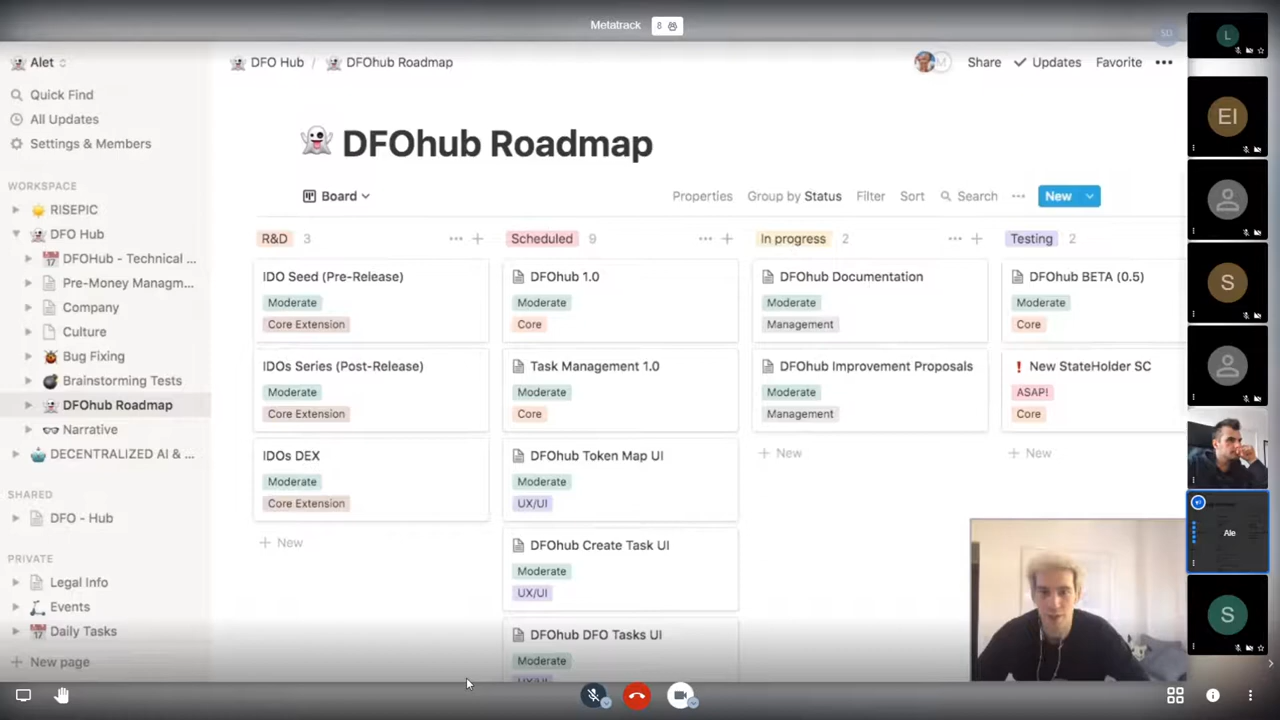 Metatrack 8
SD
L
Alet
DFO Hub / DFOhub Roadmap
M
Share Updates Favorite
Quick Find
All Updates
Settings & Members
WORKSPACE
RISEPIC
DFO Hub
DFOHub - Technical ...
Pre-Money Managm...
Company
Culture
Bug Fixing
Brainstorming Tests
DFOhub Roadmap
Narrative
DECENTRALIZED AI & ...
SHARED
DFO - Hub
PRIVATE
Legal Info
Events
Daily Tasks
New page
DFOhub Roadmap
Board
Properties Group by Status Filter Sort Search New
R&D 3
IDO Seed (Pre-Release)
Moderate
Core Extension
IDOs Series (Post-Release)
Moderate
Core Extension
IDOs DEX
Moderate
Core Extension
+ New
Scheduled 9
DFOhub 1.0
Moderate
Core
Task Management 1.0
Moderate
Core
DFOhub Token Map UI
Moderate
UX/UI
DFOhub Create Task UI
Moderate
UX/UI
DFOhub DFO Tasks UI
Moderate
UX/UI
In progress 2
DFOhub Documentation
Moderate
Management
DFOhub Improvement Proposals
Moderate
Management
+ New
Testing 2
DFOhub BETA (0.5)
Moderate
Core
New StateHolder SC
ASAP!
Core
+ New
EI
S
Ale
S